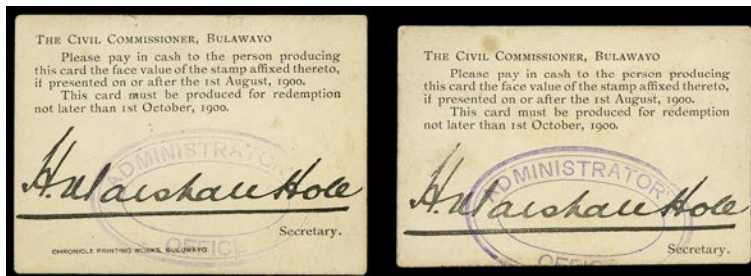 THE CIVIL COMMISSIONER, BULAWAYO
Please pay in cash to the person producing
this card the face value of the stamp affixed thereto,
if presented on or after the 1st August, 1900.
This card must be produced for redemption
not later than 1st October, 1900.
ADMINISTRATOR'S
OFFICE
H. Marshall Hole
Secretary.
CHRONICLE PRINTING WORKS, BULAWAYO.
THE CIVIL COMMISSIONER, BULAWAYO
Please pay in cash to the person producing
this card the face value of the stamp affixed thereto,
if presented on or after the 1st August, 1900.
This card must be produced for redemption
not later than 1st October, 1900.
ADMINISTRATOR'S
OFFICE
H. Marshall Hole
Secretary.